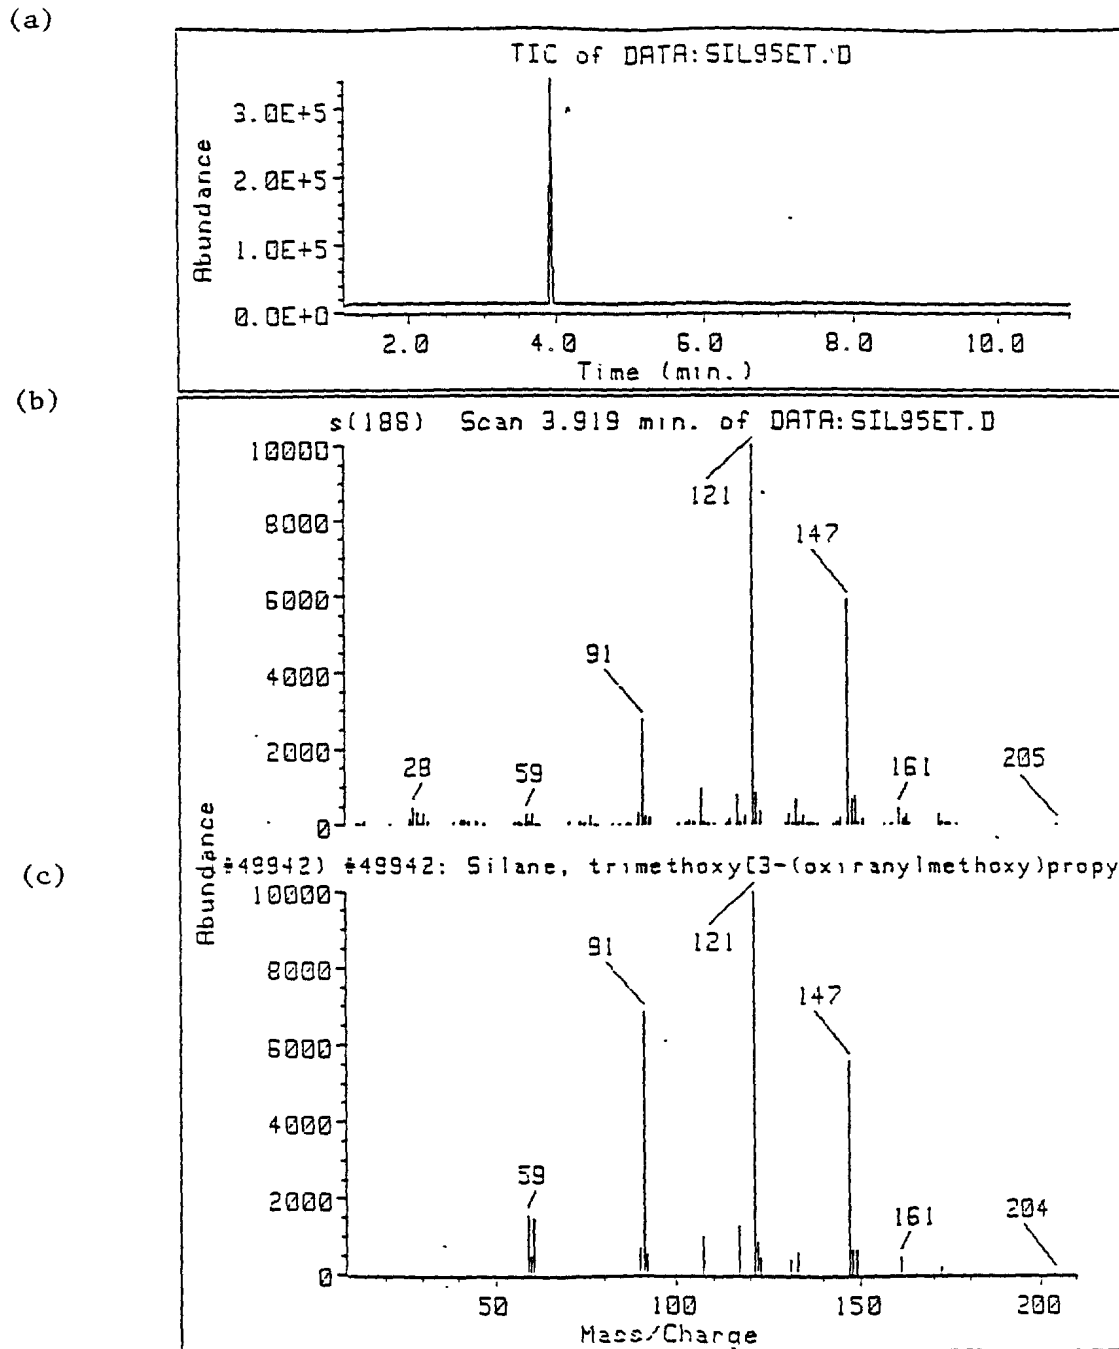 (a)
TIC of DATA:SIL95ET.D
Abundance
3.0E+5
2.0E+5
1.0E+5
0.0E+0
2.0 4.0 6.0 8.0 10.0
Time (min.)
(b)
s(188) Scan 3.919 min. of DATA:SIL95ET.D
10000
8000
6000
4000
2000
0
28
59
91
121
147
161
205
(c)
#49942) #49942: Silane, trimethoxy[3-(oxiranylmethoxy)propy
Abundance
10000
8000
6000
4000
2000
0
59
91
121
147
161
204
50 100 150 200
Mass/Charge